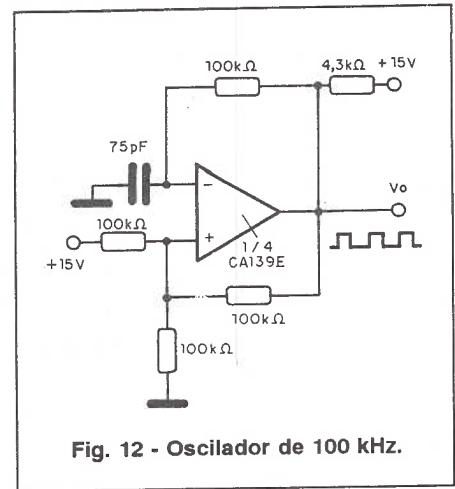 100kΩ
4,3kΩ +15V
75pF
Vo
100kΩ
−
+
+15V
1/4
CA139E
100kΩ
100kΩ
Fig. 12 - Oscilador de 100 kHz.